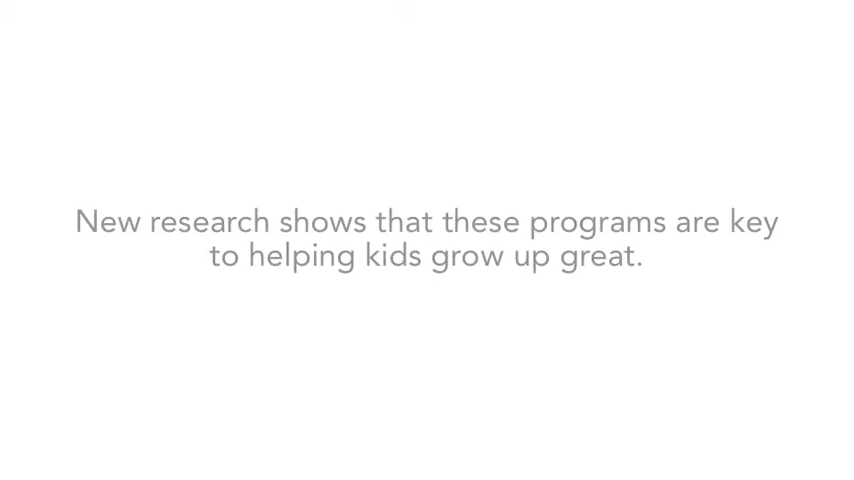 New research shows that these programs are key
to helping kids grow up great.